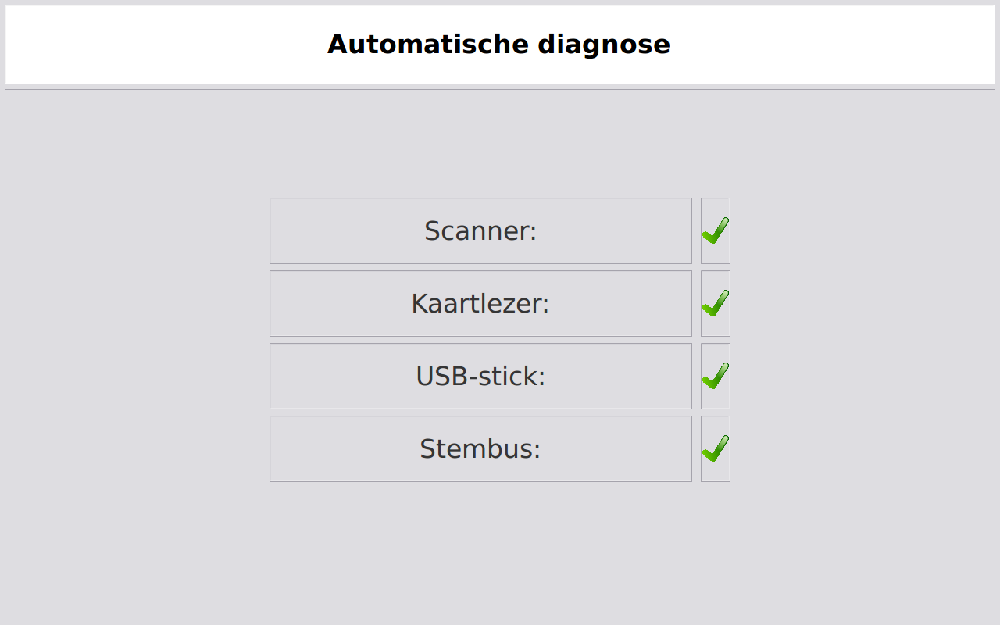 Automatische diagnose
Scanner:
Kaartlezer:
USB-stick:
Stembus: